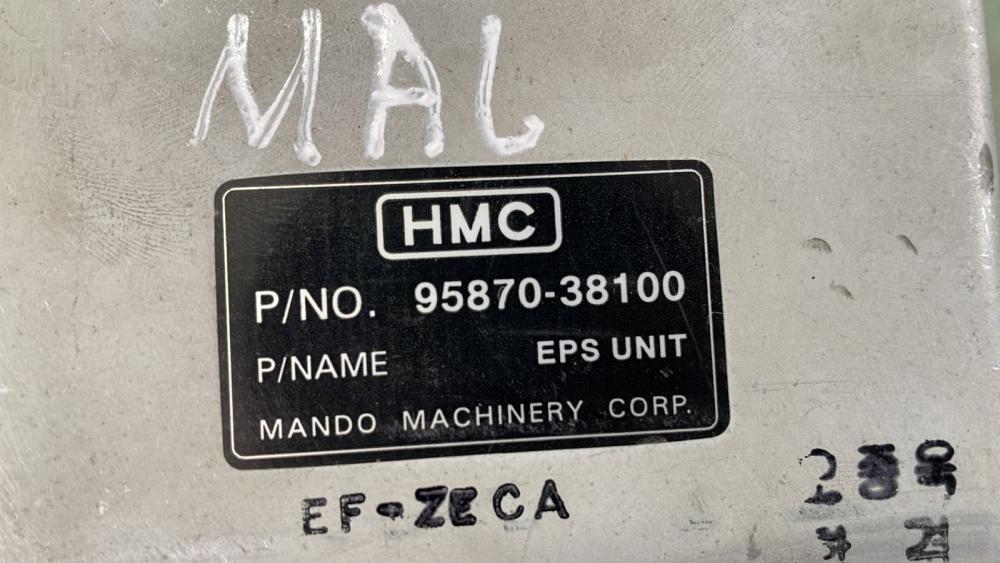 MAL
HMC
P/NO. 95870-38100
P/NAME EPS UNIT
MANDO MACHINERY CORP.
EF-ZECA